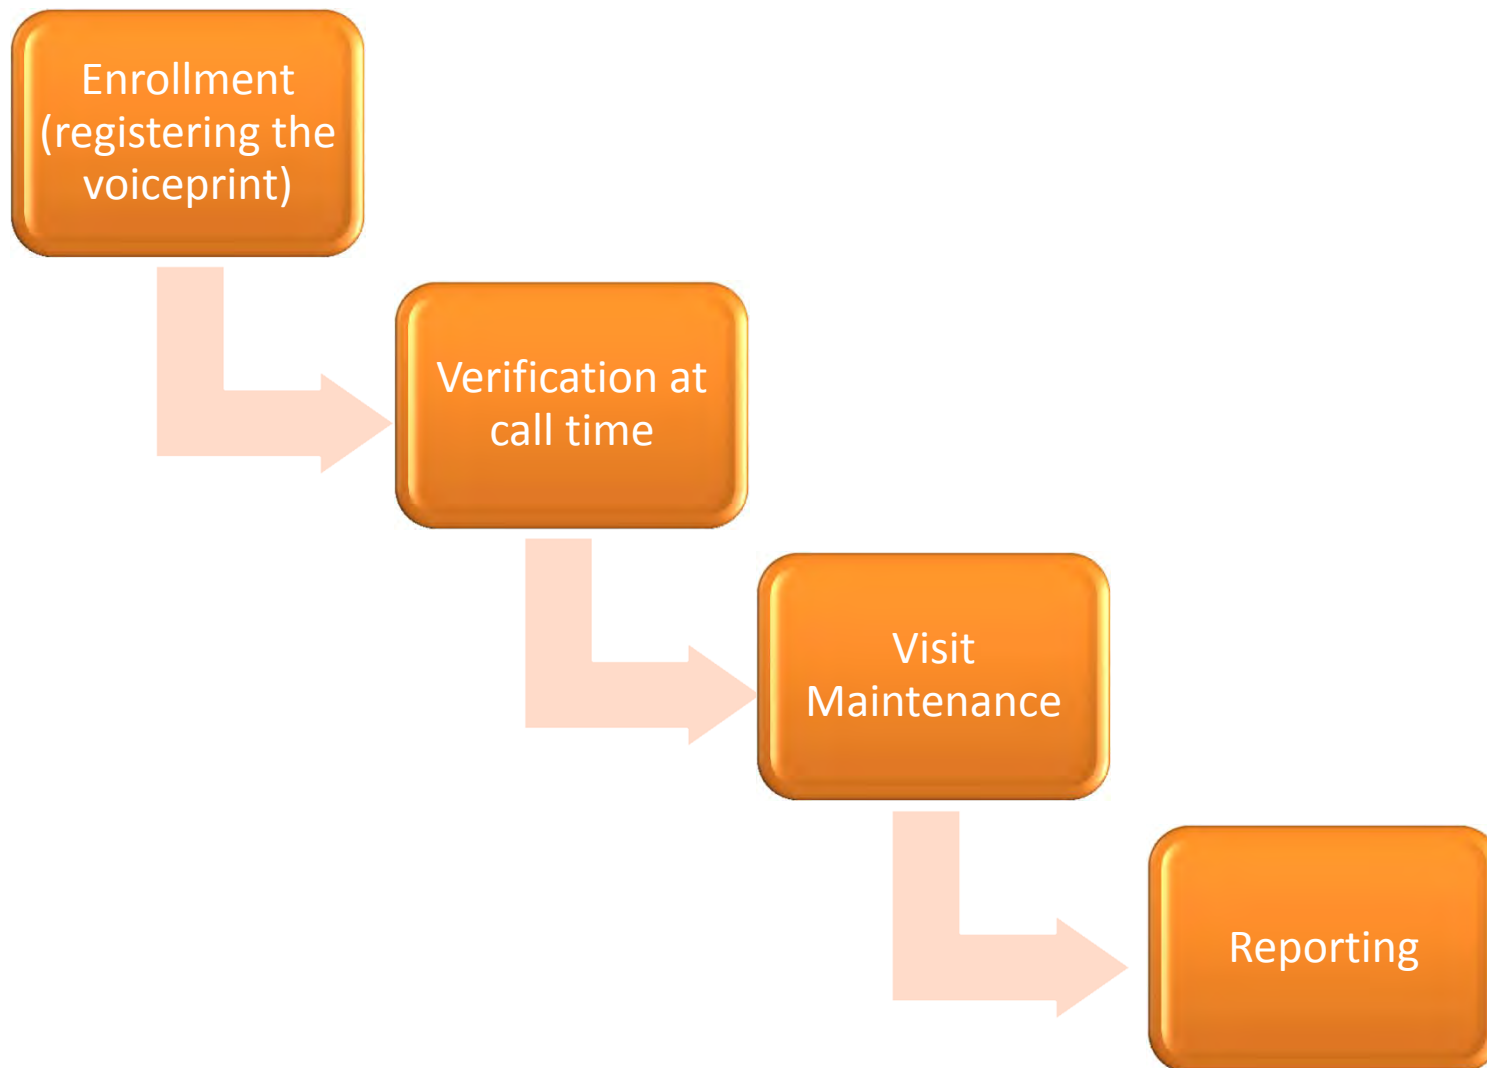 Enrollment
(registering the
voiceprint)
Verification at
call time
Visit
Maintenance
Reporting